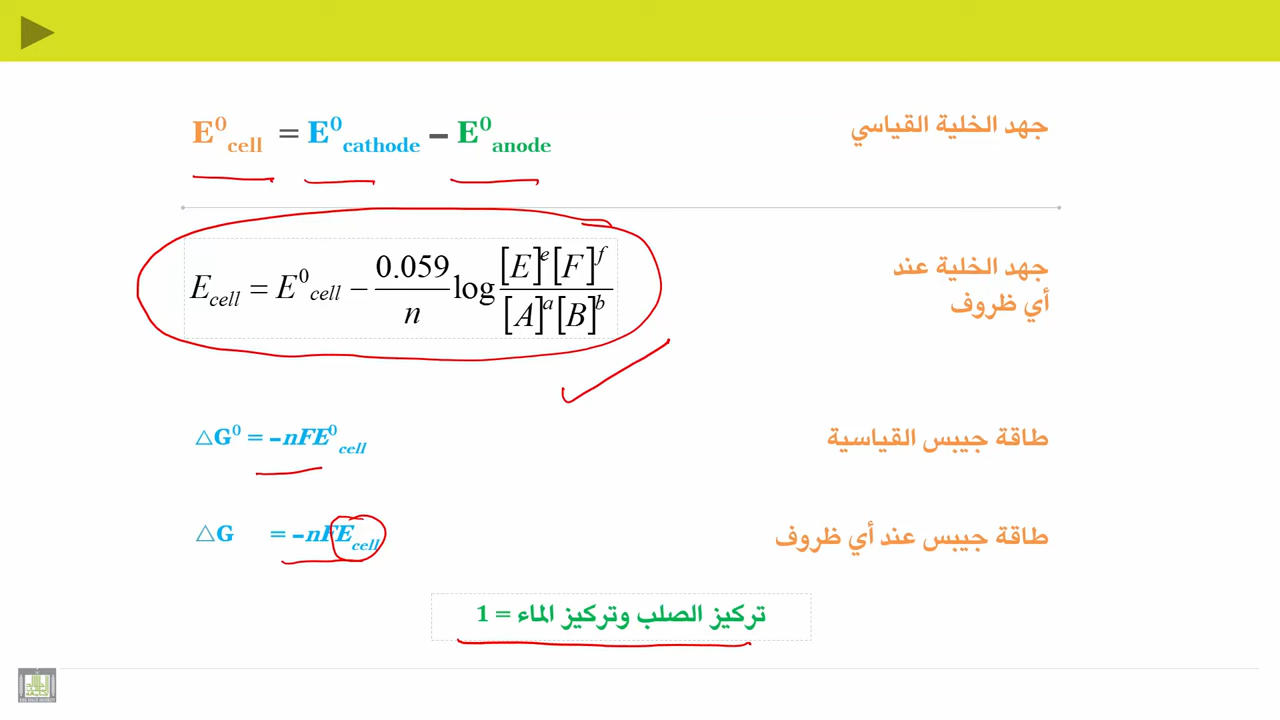 جهد الخلية القياسي
E⁰cell = E⁰cathode – E⁰anode
جهد الخلية عند
أي ظروف
Ecell = E⁰cell − 0.059/n log [E]ᵉ[F]ᶠ/[A]ᵃ[B]ᵇ
طاقة جيبس القياسية
△G⁰ = –nFE⁰cell
طاقة جيبس عند أي ظروف
△G = –nFEcell
تركيز الصلب وتركيز الماء = 1